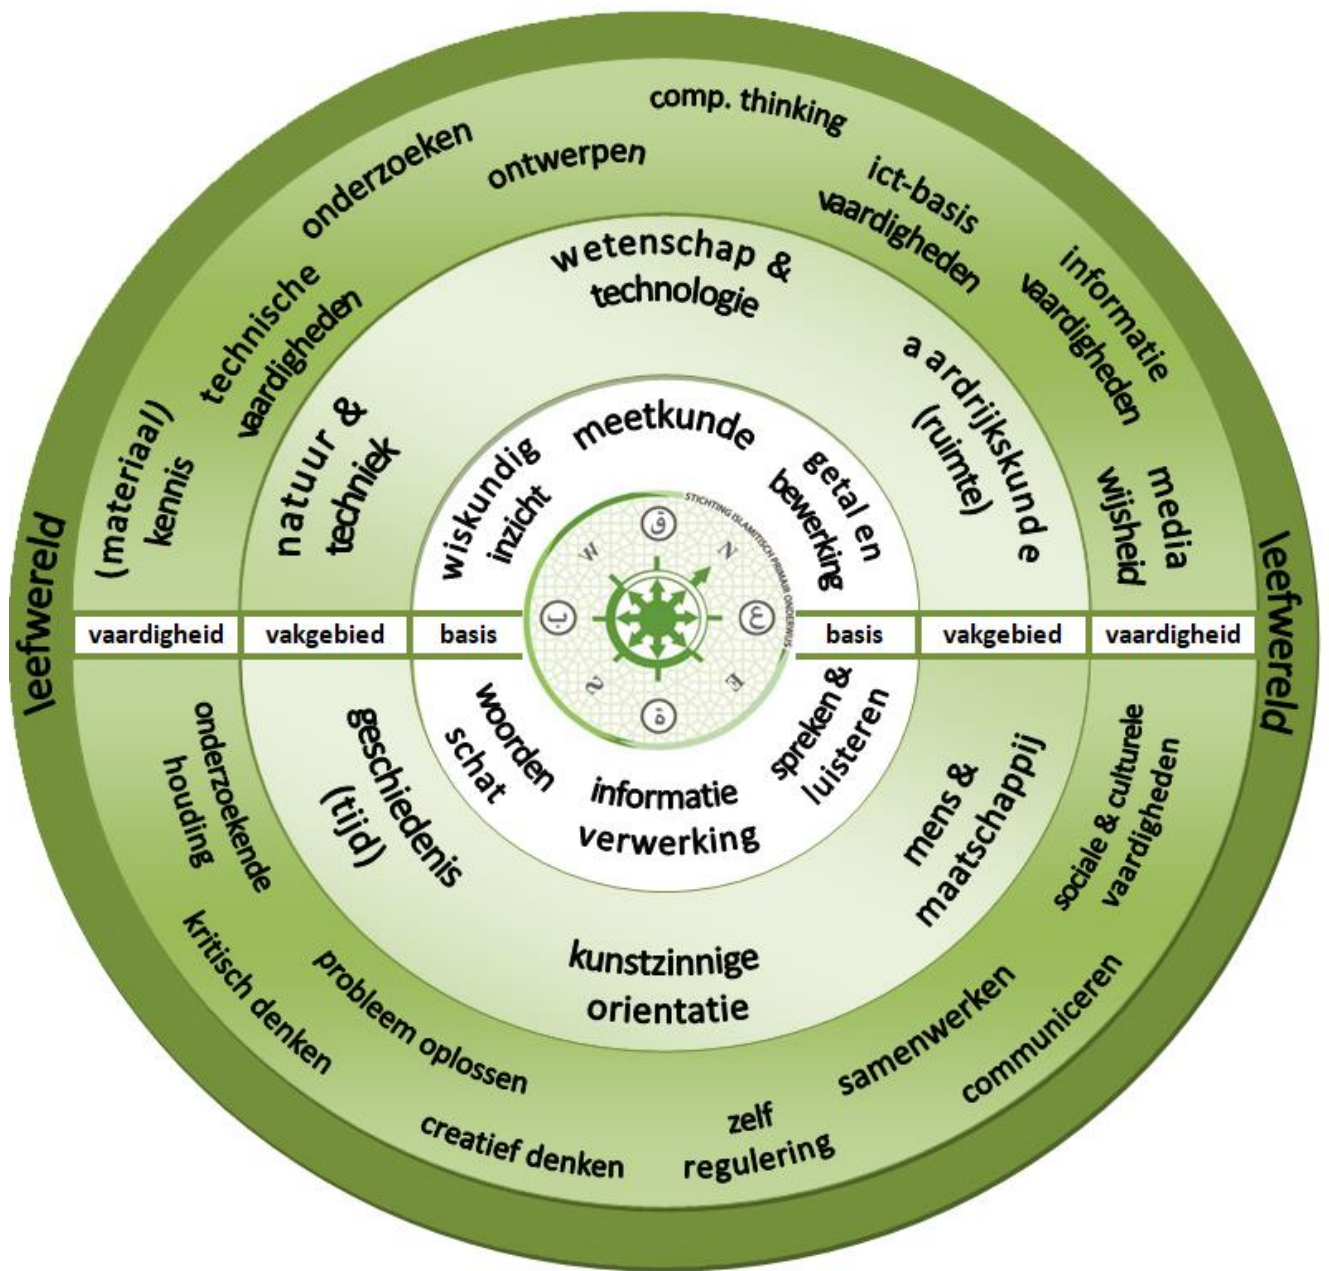 comp. thinking
onderzoeken
ontwerpen
ict-basis
vaardigheden
informatie
vaardigheden
technische
vaardigheden
(materiaal)
kennis
media
wijsheid
wetenschap &
technologie
natuur &
techniek
aardrijkskunde
(ruimte)
meetkunde
wiskundig
inzicht
getal en
bewerking
STICHTING ISLAMITISCH PRIMAIR ONDERWIJS
ق
W
N
S
E
ة
leefwereld
vaardigheid
vakgebied
basis
basis
vakgebied
vaardigheid
leefwereld
woorden
schat
informatie
verwerking
spreken &
luisteren
geschiedenis
(tijd)
kunstzinnige
orientatie
mens &
maatschappij
onderzoekende
houding
kritisch denken
probleem oplossen
creatief denken
zelf
regulering
samenwerken
communiceren
sociale & culturele
vaardigheden